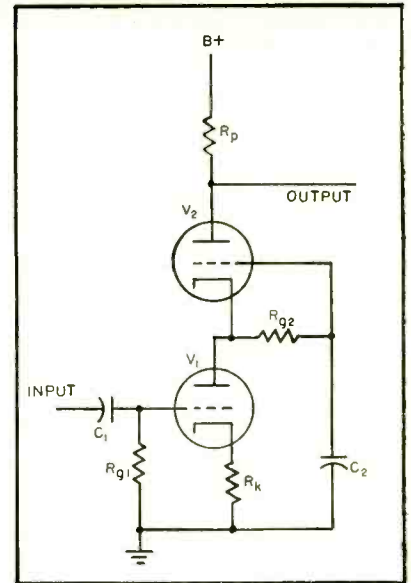 B+
Rp
OUTPUT
V2
Rg2
V1
INPUT
C1
C2
Rg1
Rk